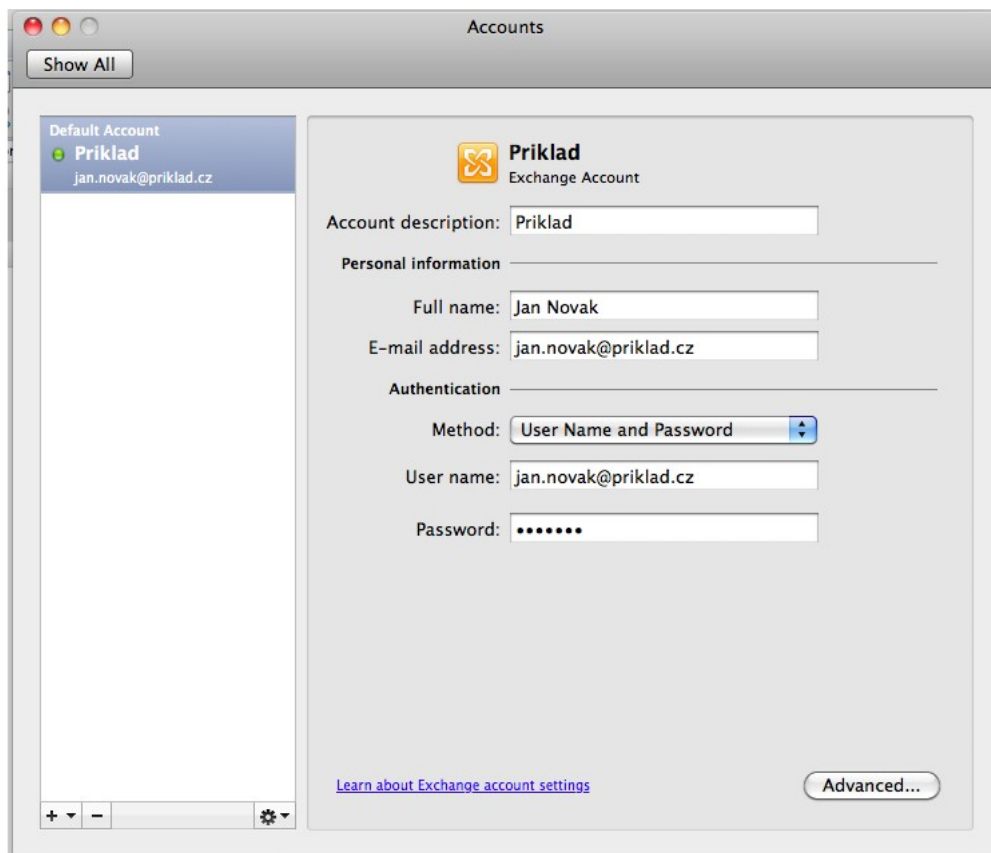 Accounts
Show All
Default Account
Priklad
jan.novak@priklad.cz
Priklad
Exchange Account
Account description: Priklad
Personal information
Full name: Jan Novak
E-mail address: jan.novak@priklad.cz
Authentication
Method: User Name and Password
User name: jan.novak@priklad.cz
Password: •••••••
Learn about Exchange account settings
Advanced...